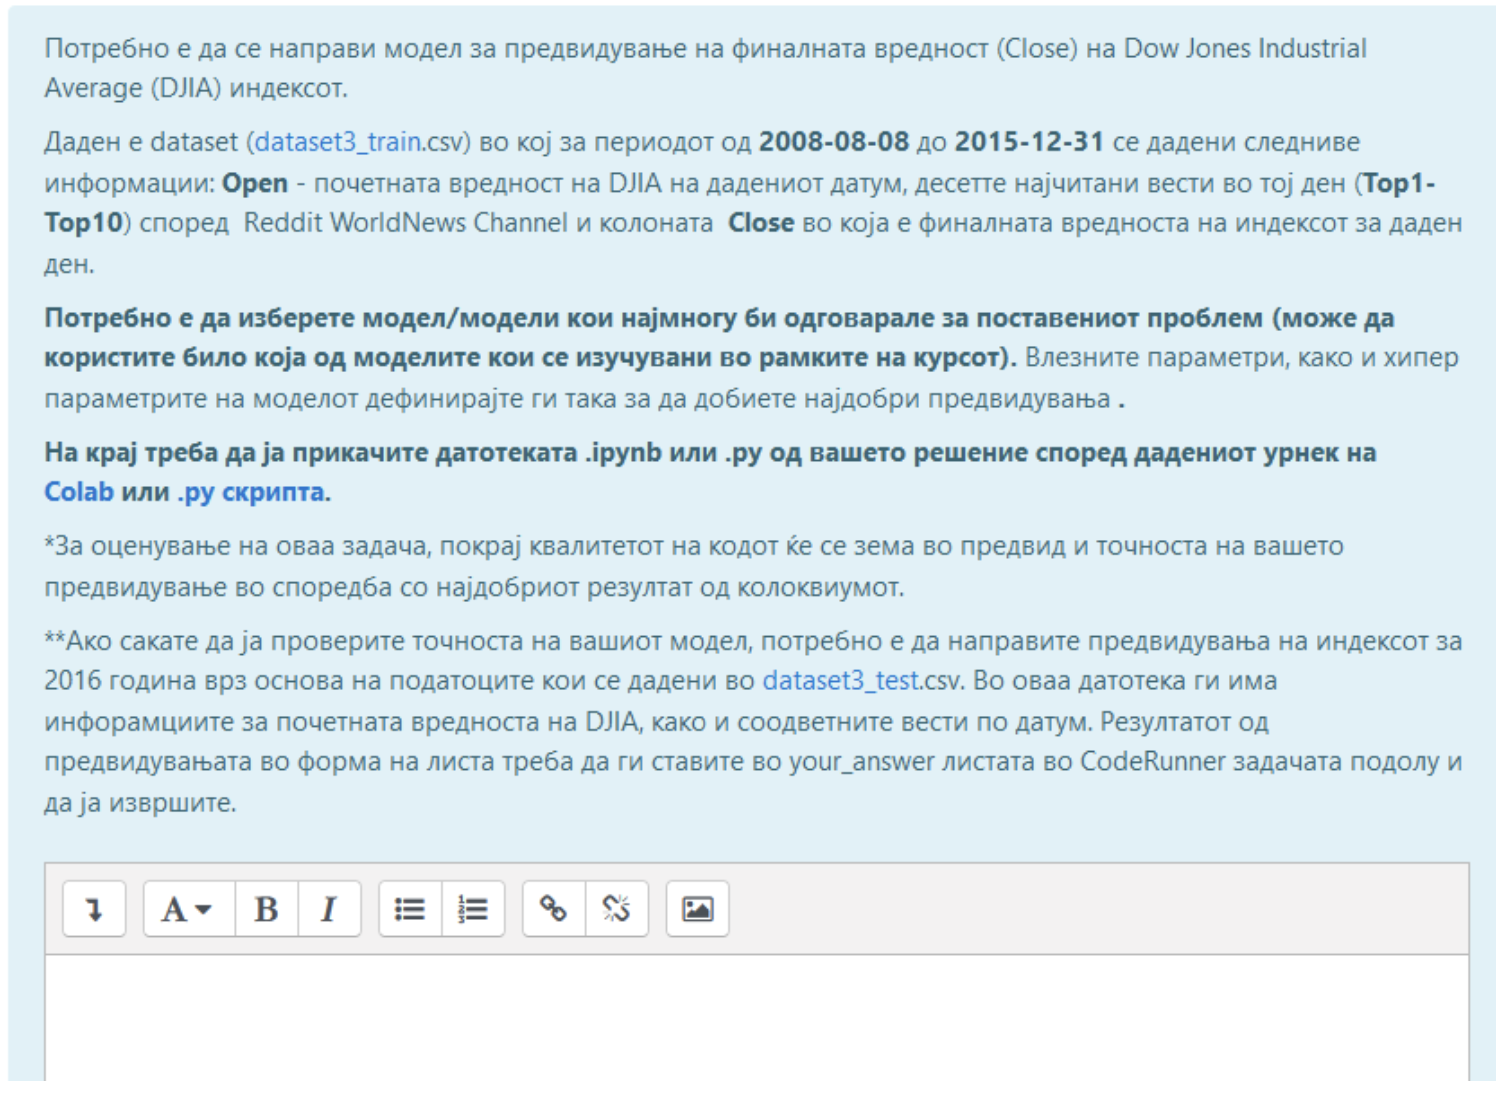 Потребно е да се направи модел за предвидување на финалната вредност (Close) на Dow Jones Industrial
Average (DJIA) индексот.
Даден е dataset (dataset3_train.csv) во кој за периодот од 2008-08-08 до 2015-12-31 се дадени следниве
информации: Open - почетната вредност на DJIA на дадениот датум, десетте најчитани вести во тој ден (Top1-
Top10) според Reddit WorldNews Channel и колоната Close во која е финалната вредноста на индексот за даден
ден.
Потребно е да изберете модел/модели кои најмногу би одговарале за поставениот проблем (може да
користите било која од моделите кои се изучувани во рамките на курсот). Влезните параметри, како и хипер
параметрите на моделот дефинирајте ги така за да добиете најдобри предвидувања .
На крај треба да ја прикачите датотеката .ipynb или .py од вашето решение според дадениот урнек на
Colab или .py скрипта.
*За оценување на оваа задача, покрај квалитетот на кодот ќе се зема во предвид и точноста на вашето
предвидување во споредба со најдобриот резултат од колоквиумот.
**Ако сакате да ја проверите точноста на вашиот модел, потребно е да направите предвидувања на индексот за
2016 година врз основа на податоците кои се дадени во dataset3_test.csv. Во оваа датотека ги има
инфорамциите за почетната вредноста на DJIA, како и соодветните вести по датум. Резултатот од
предвидувањата во форма на листа треба да ги ставите во your_answer листата во CodeRunner задачата подолу и
да ја извршите.
A B I